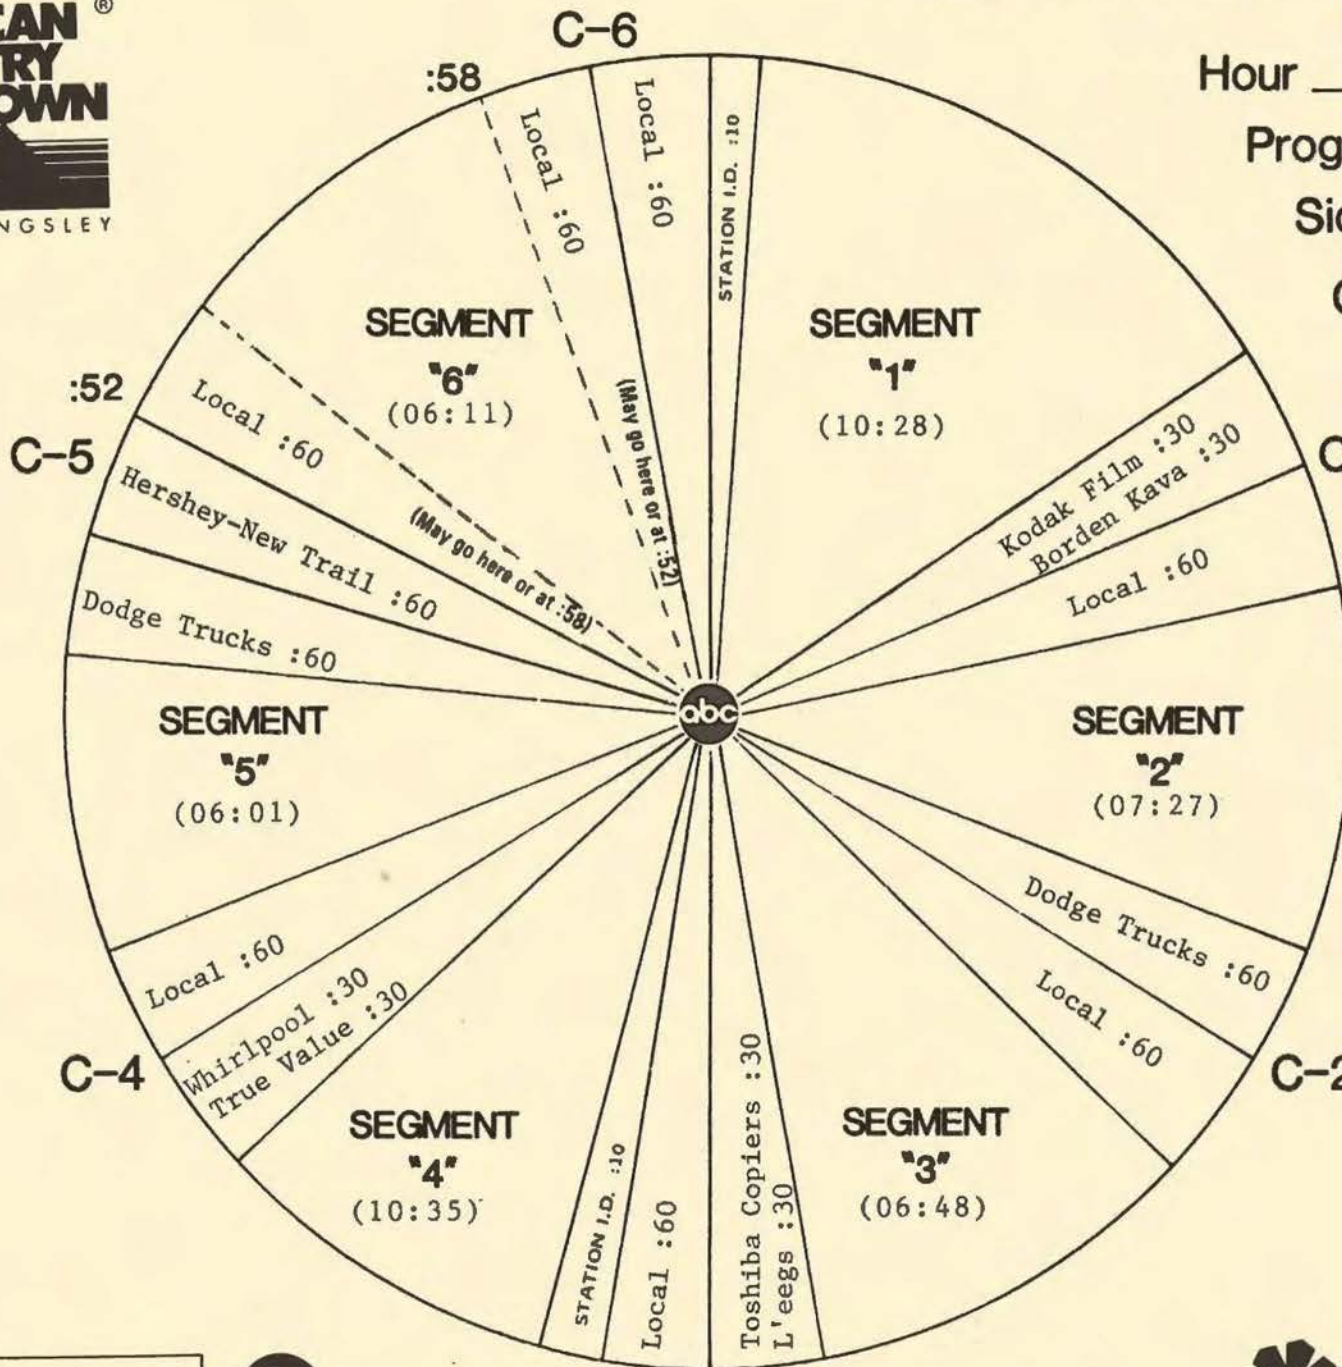 ®
C-6
:58
Hour
Local :60
Local :60
STATION I.D. :10
SEGMENT
"6"
(06:11)
(May go here or at :52)
SEGMENT
"1"
(10:28)
:52
C-5
Local :60
(May go here or at :58)
Hershey-New Trail :60
Dodge Trucks :60
Kodak Film :30
Borden Kava :30
Local :60
abc
SEGMENT
"5"
(06:01)
SEGMENT
"2"
(07:27)
Dodge Trucks :60
Local :60
C-2
Local :60
Whirlpool :30
True Value :30
C-4
SEGMENT
"4"
(10:35)
STATION I.D. :10
Local :60
Toshiba Copiers :30
L'eegs :30
SEGMENT
"3"
(06:48)